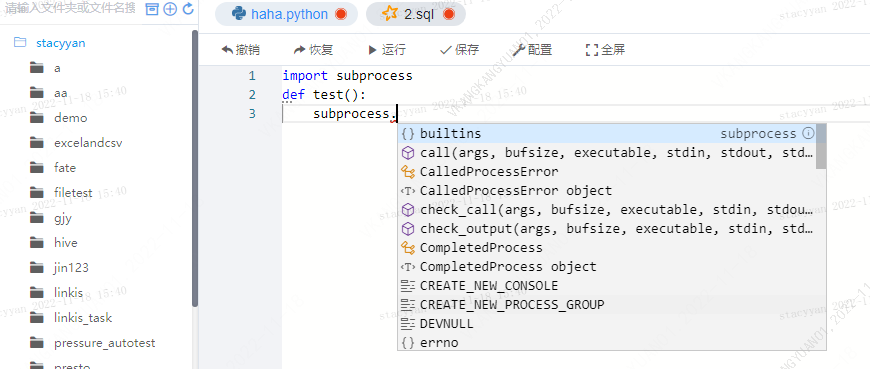 请输入文件夹或文件名搜
haha.python
2.sql
撤销
恢复
运行
保存
配置
全屏
stacyyan
a
aa
demo
excelandcsv
fate
filetest
gjy
hive
jin123
linkis
linkis_task
pressure_autotest
presto
1 import subprocess
2 def test():
3 subprocess.
{} builtins subprocess
call(args, bufsize, executable, stdin, stdout, std…
CalledProcessError
<T> CalledProcessError object
check_call(args, bufsize, executable, stdin, stdou…
check_output(args, bufsize, executable, stdin, std…
CompletedProcess
<T> CompletedProcess object
CREATE_NEW_CONSOLE
CREATE_NEW_PROCESS_GROUP
DEVNULL
{} errno
stacyyan 2022-11-18 15:40